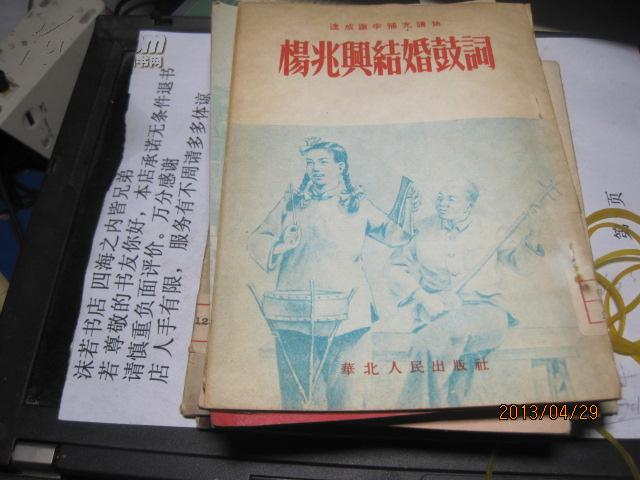 速成識字補充讀物
楊兆興結婚鼓詞
華北人民出版社
沫若书店 四海之内皆兄弟
若 尊敬的书友你好，本店承诺无条件退书
请慎重负面评价。万分感谢
店 人手有限，服务有不周请多多体谅
书网
第 页
2013/04/29